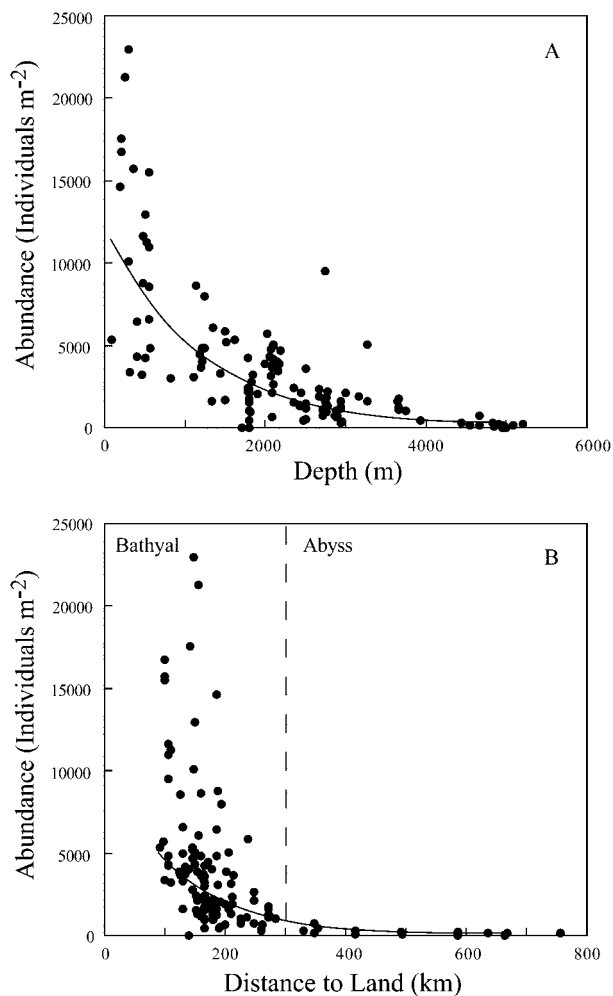 A
25000
20000
15000
10000
5000
0
Abundance (Individuals m-2)
0
2000
4000
6000
Depth (m)
Bathyal
Abyss
B
25000
20000
15000
10000
5000
0
Abundance (Individuals m-2)
0
200
400
600
800
Distance to Land (km)